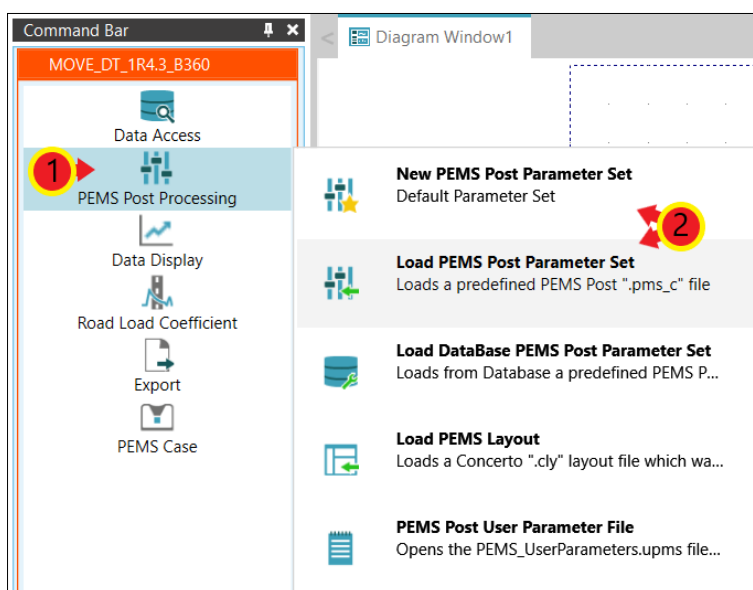 Command Bar
< Diagram Window1
MOVE_DT_1R4.3_B360
Data Access
1
PEMS Post Processing
Data Display
Road Load Coefficient
Export
PEMS Case
New PEMS Post Parameter Set
Default Parameter Set
2
Load PEMS Post Parameter Set
Loads a predefined PEMS Post ".pms_c" file
Load DataBase PEMS Post Parameter Set
Loads from Database a predefined PEMS P...
Load PEMS Layout
Loads a Concerto ".cly" layout file which wa...
PEMS Post User Parameter File
Opens the PEMS_UserParameters.upms file...